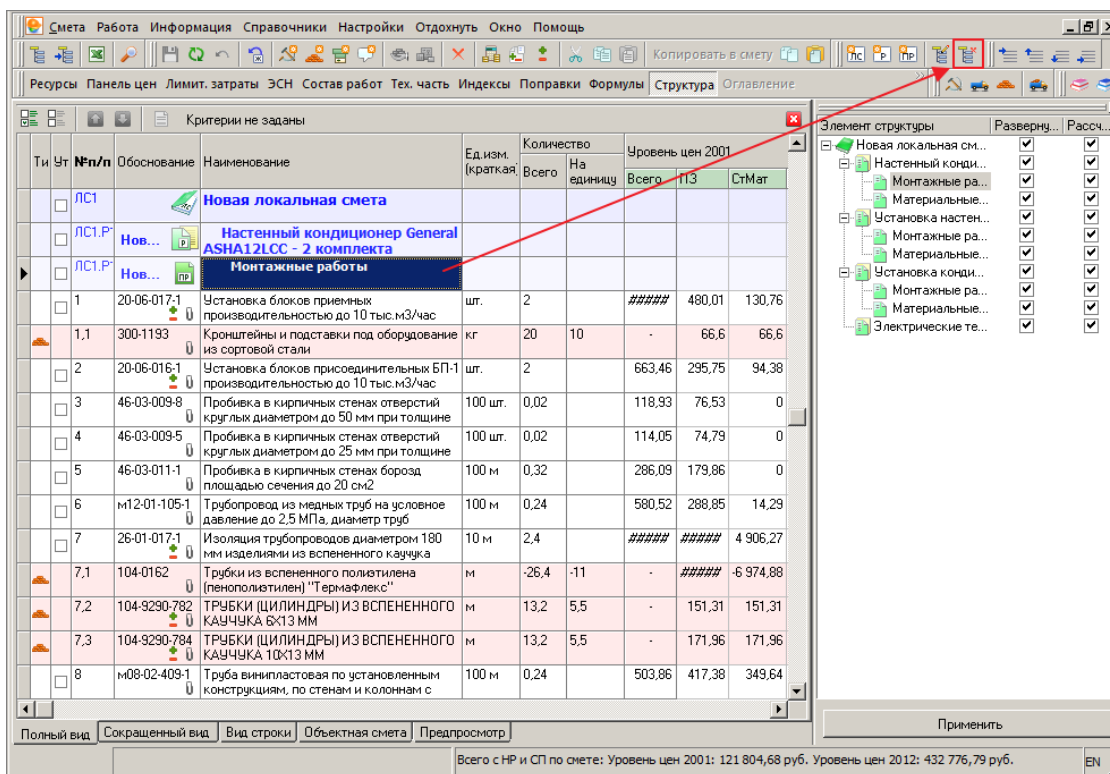 Смета Работа Информация Справочники Настройки Отдохнуть Окно Помощь
Копировать в смету ПС Р ПР
Ресурсы Панель цен Лимит. затраты ЭСН Состав работ Тех. часть Индексы Поправки Формулы Структура Оглавление
Критерии не заданы
Ти Ут №п/п Обоснование Наименование Ед.изм. (краткая) Количество Всего На единицу Уровень цен 2001 Всего ПЗ СтМат
ЛС1 Новая локальная смета
ЛС1.Р Нов... Р Настенный кондиционер General
ASHA12LCC - 2 комплекта
ЛС1.Р Нов... ПР Монтажные работы
1 20-06-017-1 Установка блоков приемных шт. 2 ##### 480,01 130,76
производительностью до 10 тыс.м3/час
1,1 300-1193 Кронштейны и подставки под оборудование кг 20 10 - 66,6 66,6
из сортовой стали
2 20-06-016-1 Установка блоков присоединительных БП-1 шт. 2 663,46 295,75 94,38
производительностью до 10 тыс.м3/час
3 46-03-009-8 Пробивка в кирпичных стенах отверстий 100 шт. 0,02 118,93 76,53 0
круглых диаметром до 50 мм при толщине
4 46-03-009-5 Пробивка в кирпичных стенах отверстий 100 шт. 0,02 114,05 74,79 0
круглых диаметром до 25 мм при толщине
5 46-03-011-1 Пробивка в кирпичных стенах борозд 100 м 0,32 286,09 179,86 0
площадью сечения до 20 см2
6 м12-01-105-1 Трубопровод из медных труб на условное 100 м 0,24 580,52 288,85 14,29
давление до 2,5 МПа, диаметр труб
7 26-01-017-1 Изоляция трубопроводов диаметром 180 10 м 2,4 ##### ##### 4 906,27
мм изделиями из вспененного каучука
7,1 104-0162 Трубки из вспененного полиэтилена м -26,4 -11 - ##### -6 974,88
(пенополиэтилен) "Термафлекс"
7,2 104-9290-782 ТРУБКИ (ЦИЛИНДРЫ) ИЗ ВСПЕНЕННОГО м 13,2 5,5 - 151,31 151,31
КАУЧУКА 6Х13 ММ
7,3 104-9290-784 ТРУБКИ (ЦИЛИНДРЫ) ИЗ ВСПЕНЕННОГО м 13,2 5,5 - 171,96 171,96
КАУЧУКА 10Х13 ММ
8 м08-02-409-1 Труба винипластовая по установленным 100 м 0,24 503,86 417,38 349,64
конструкциям, по стенам и колоннам с
Полный вид Сокращенный вид Вид строки Объектная смета Предпросмотр
Элемент структуры Разверну... Рассч...
Новая локальная см...
Настенный конди...
Монтажные ра...
Материальные...
Установка настен...
Монтажные ра...
Материальные...
Установка конди...
Монтажные ра...
Материальные...
Электрические те...
Применить
Всего с НР и СП по смете: Уровень цен 2001: 121 804,68 руб. Уровень цен 2012: 432 776,79 руб. EN